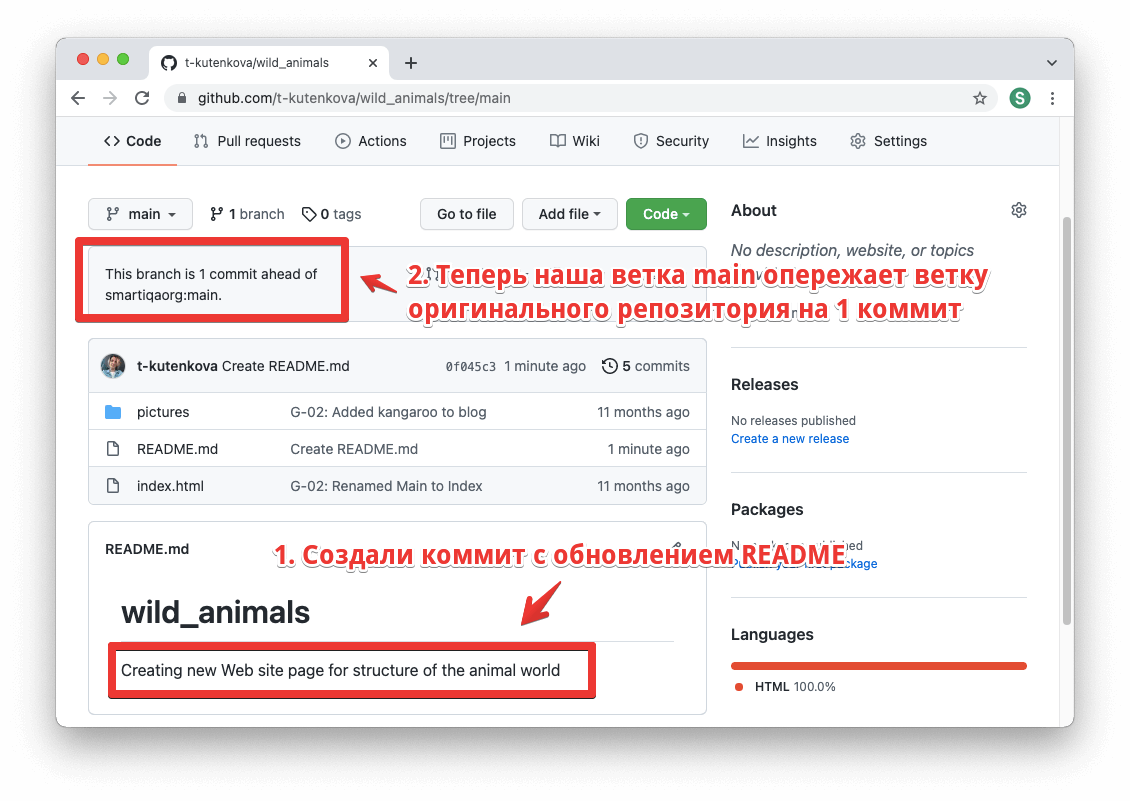 t-kutenkova/wild_animals
github.com/t-kutenkova/wild_animals/tree/main
S
Code Pull requests Actions Projects Wiki Security Insights Settings
main 1 branch 0 tags Go to file Add file Code
About
No description, website, or topics
This branch is 1 commit ahead of
smartiqaorg:main.
2. Теперь наша ветка main опережает ветку
оригинального репозитория на 1 коммит
t-kutenkova Create README.md 0f045c3 1 minute ago 5 commits
pictures G-02: Added kangaroo to blog 11 months ago
README.md Create README.md 1 minute ago
index.html G-02: Renamed Main to Index 11 months ago
Releases
No releases published
Create a new release
Packages
README.md
1. Создали коммит с обновлением README
wild_animals
Creating new Web site page for structure of the animal world
Languages
HTML 100.0%